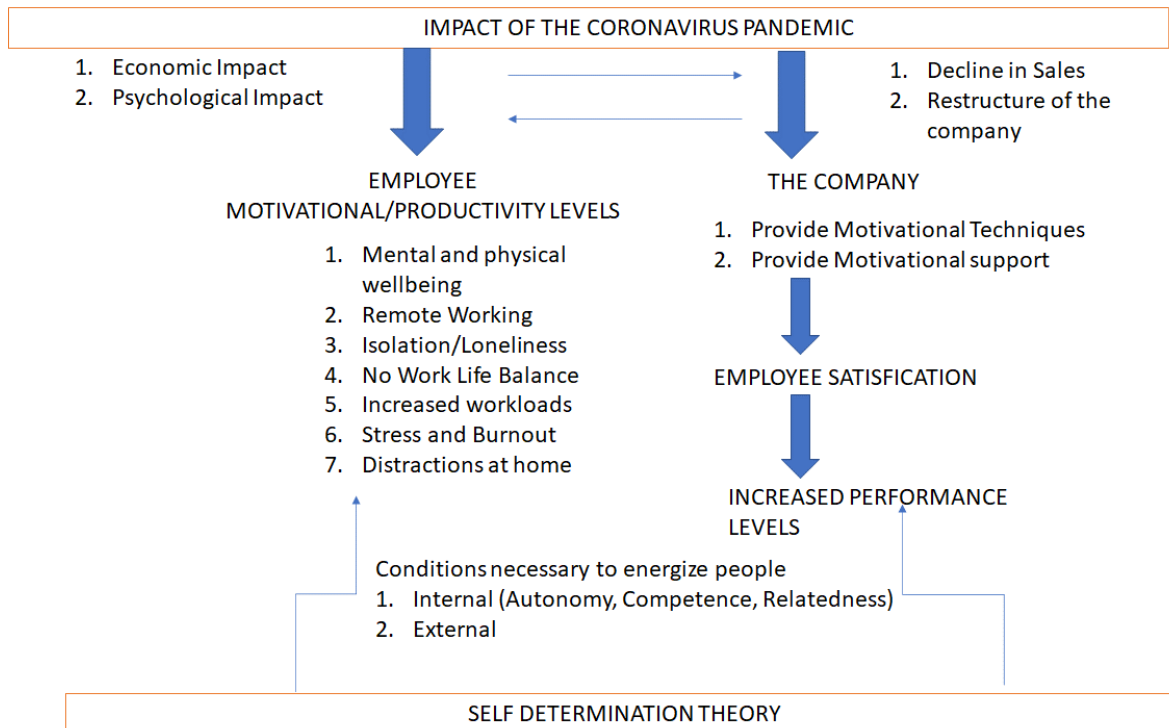 IMPACT OF THE CORONAVIRUS PANDEMIC
1. Economic Impact
2. Psychological Impact
1. Decline in Sales
2. Restructure of the
company
EMPLOYEE
MOTIVATIONAL/PRODUCTIVITY LEVELS
1. Mental and physical
wellbeing
2. Remote Working
3. Isolation/Loneliness
4. No Work Life Balance
5. Increased workloads
6. Stress and Burnout
7. Distractions at home
THE COMPANY
1. Provide Motivational Techniques
2. Provide Motivational support
EMPLOYEE SATISFICATION
INCREASED PERFORMANCE
LEVELS
Conditions necessary to energize people
1. Internal (Autonomy, Competence, Relatedness)
2. External
SELF DETERMINATION THEORY